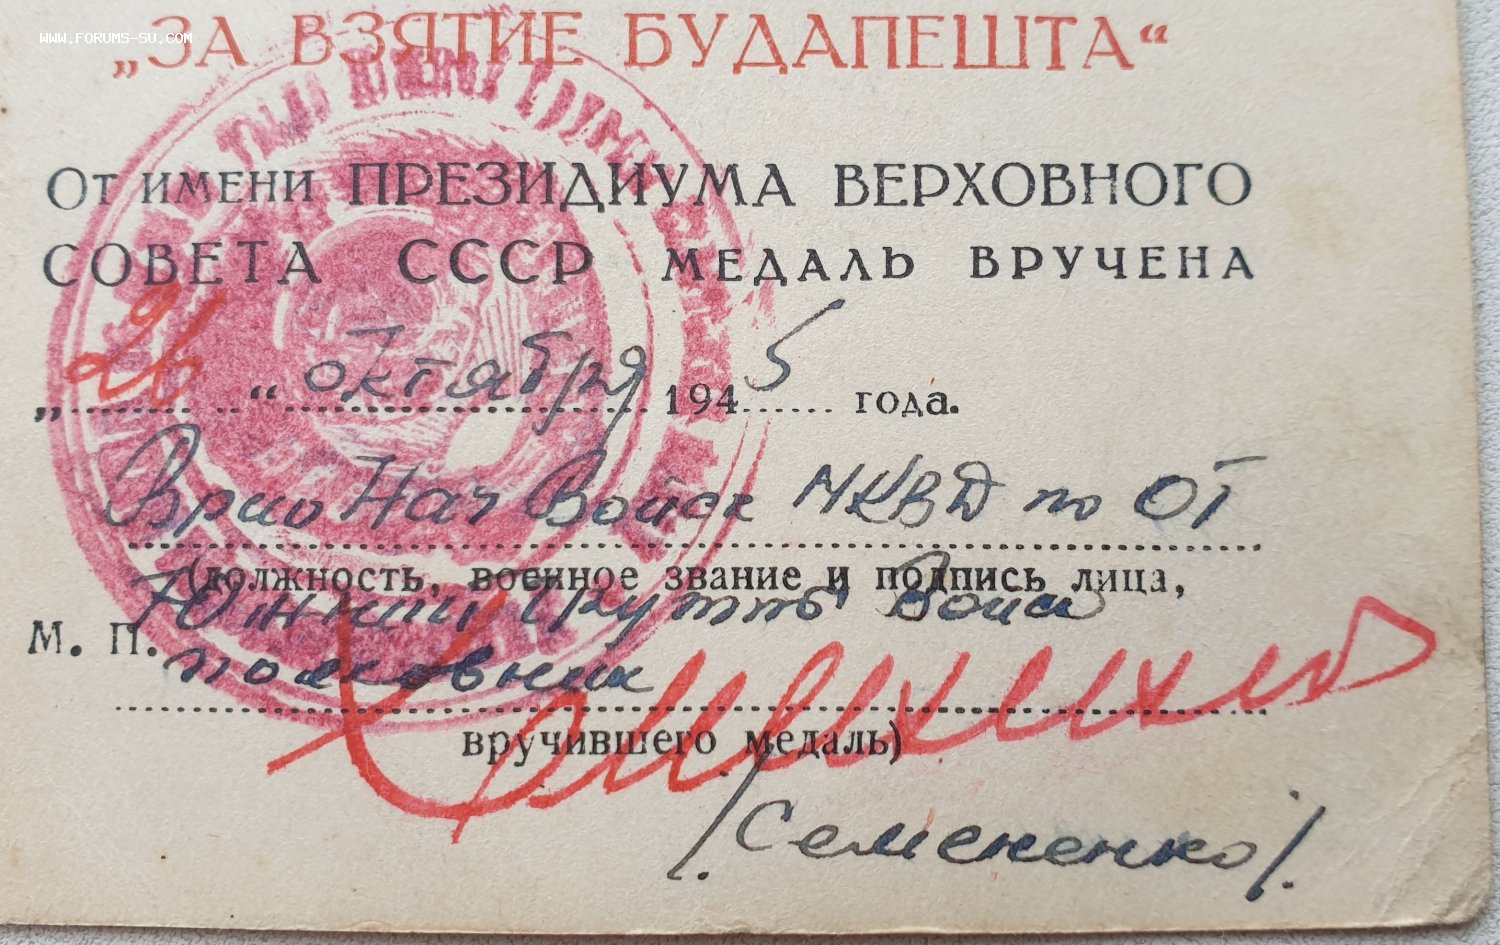 WWW.FORUMS-SU.COM
„ЗА ВЗЯТИЕ БУДАПЕШТА“
От имени ПРЕЗИДИУМА ВЕРХОВНОГО
СОВЕТА СССР МЕДАЛЬ ВРУЧЕНА
„26“ Октября 1945 года.
Врио Нач Войск НКВД по ОТ
(должность, военное звание и подпись лица,
Южной Группы Войск
М. П.
полковник
вручившего медаль)
/Семененко/.